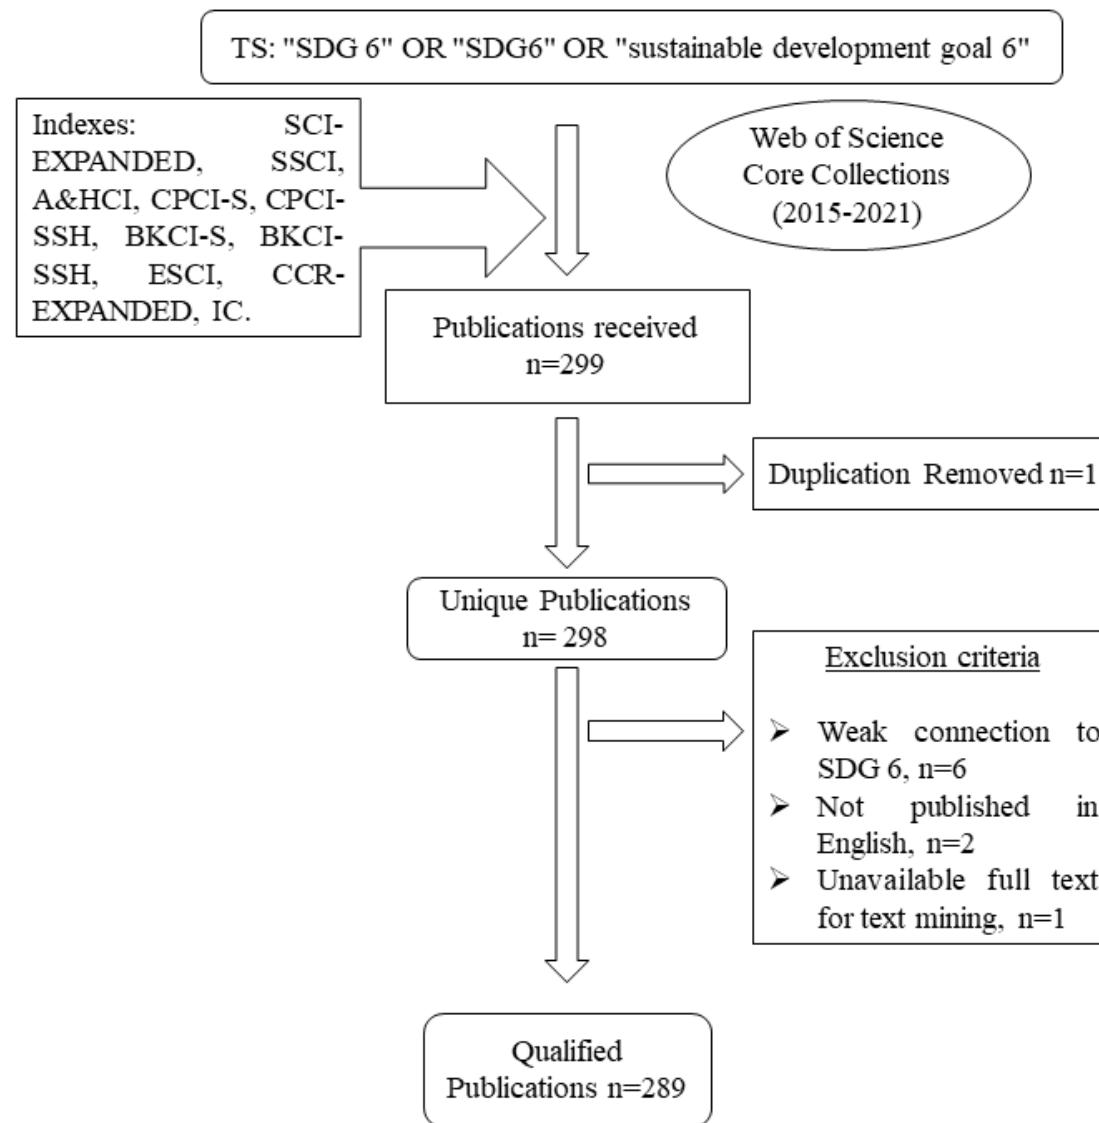 TS: "SDG 6" OR "SDG6" OR "sustainable development goal 6"
Indexes: SCI-
EXPANDED, SSCI,
A&HCI, CPCI-S, CPCI-
SSH, BKCI-S, BKCI-
SSH, ESCI, CCR-
EXPANDED, IC.
Web of Science
Core Collections
(2015-2021)
Publications received
n=299
Duplication Removed n=1
Unique Publications
n= 298
Exclusion criteria
➢ Weak connection to
SDG 6, n=6
➢ Not published in
English, n=2
➢ Unavailable full text
for text mining, n=1
Qualified
Publications n=289